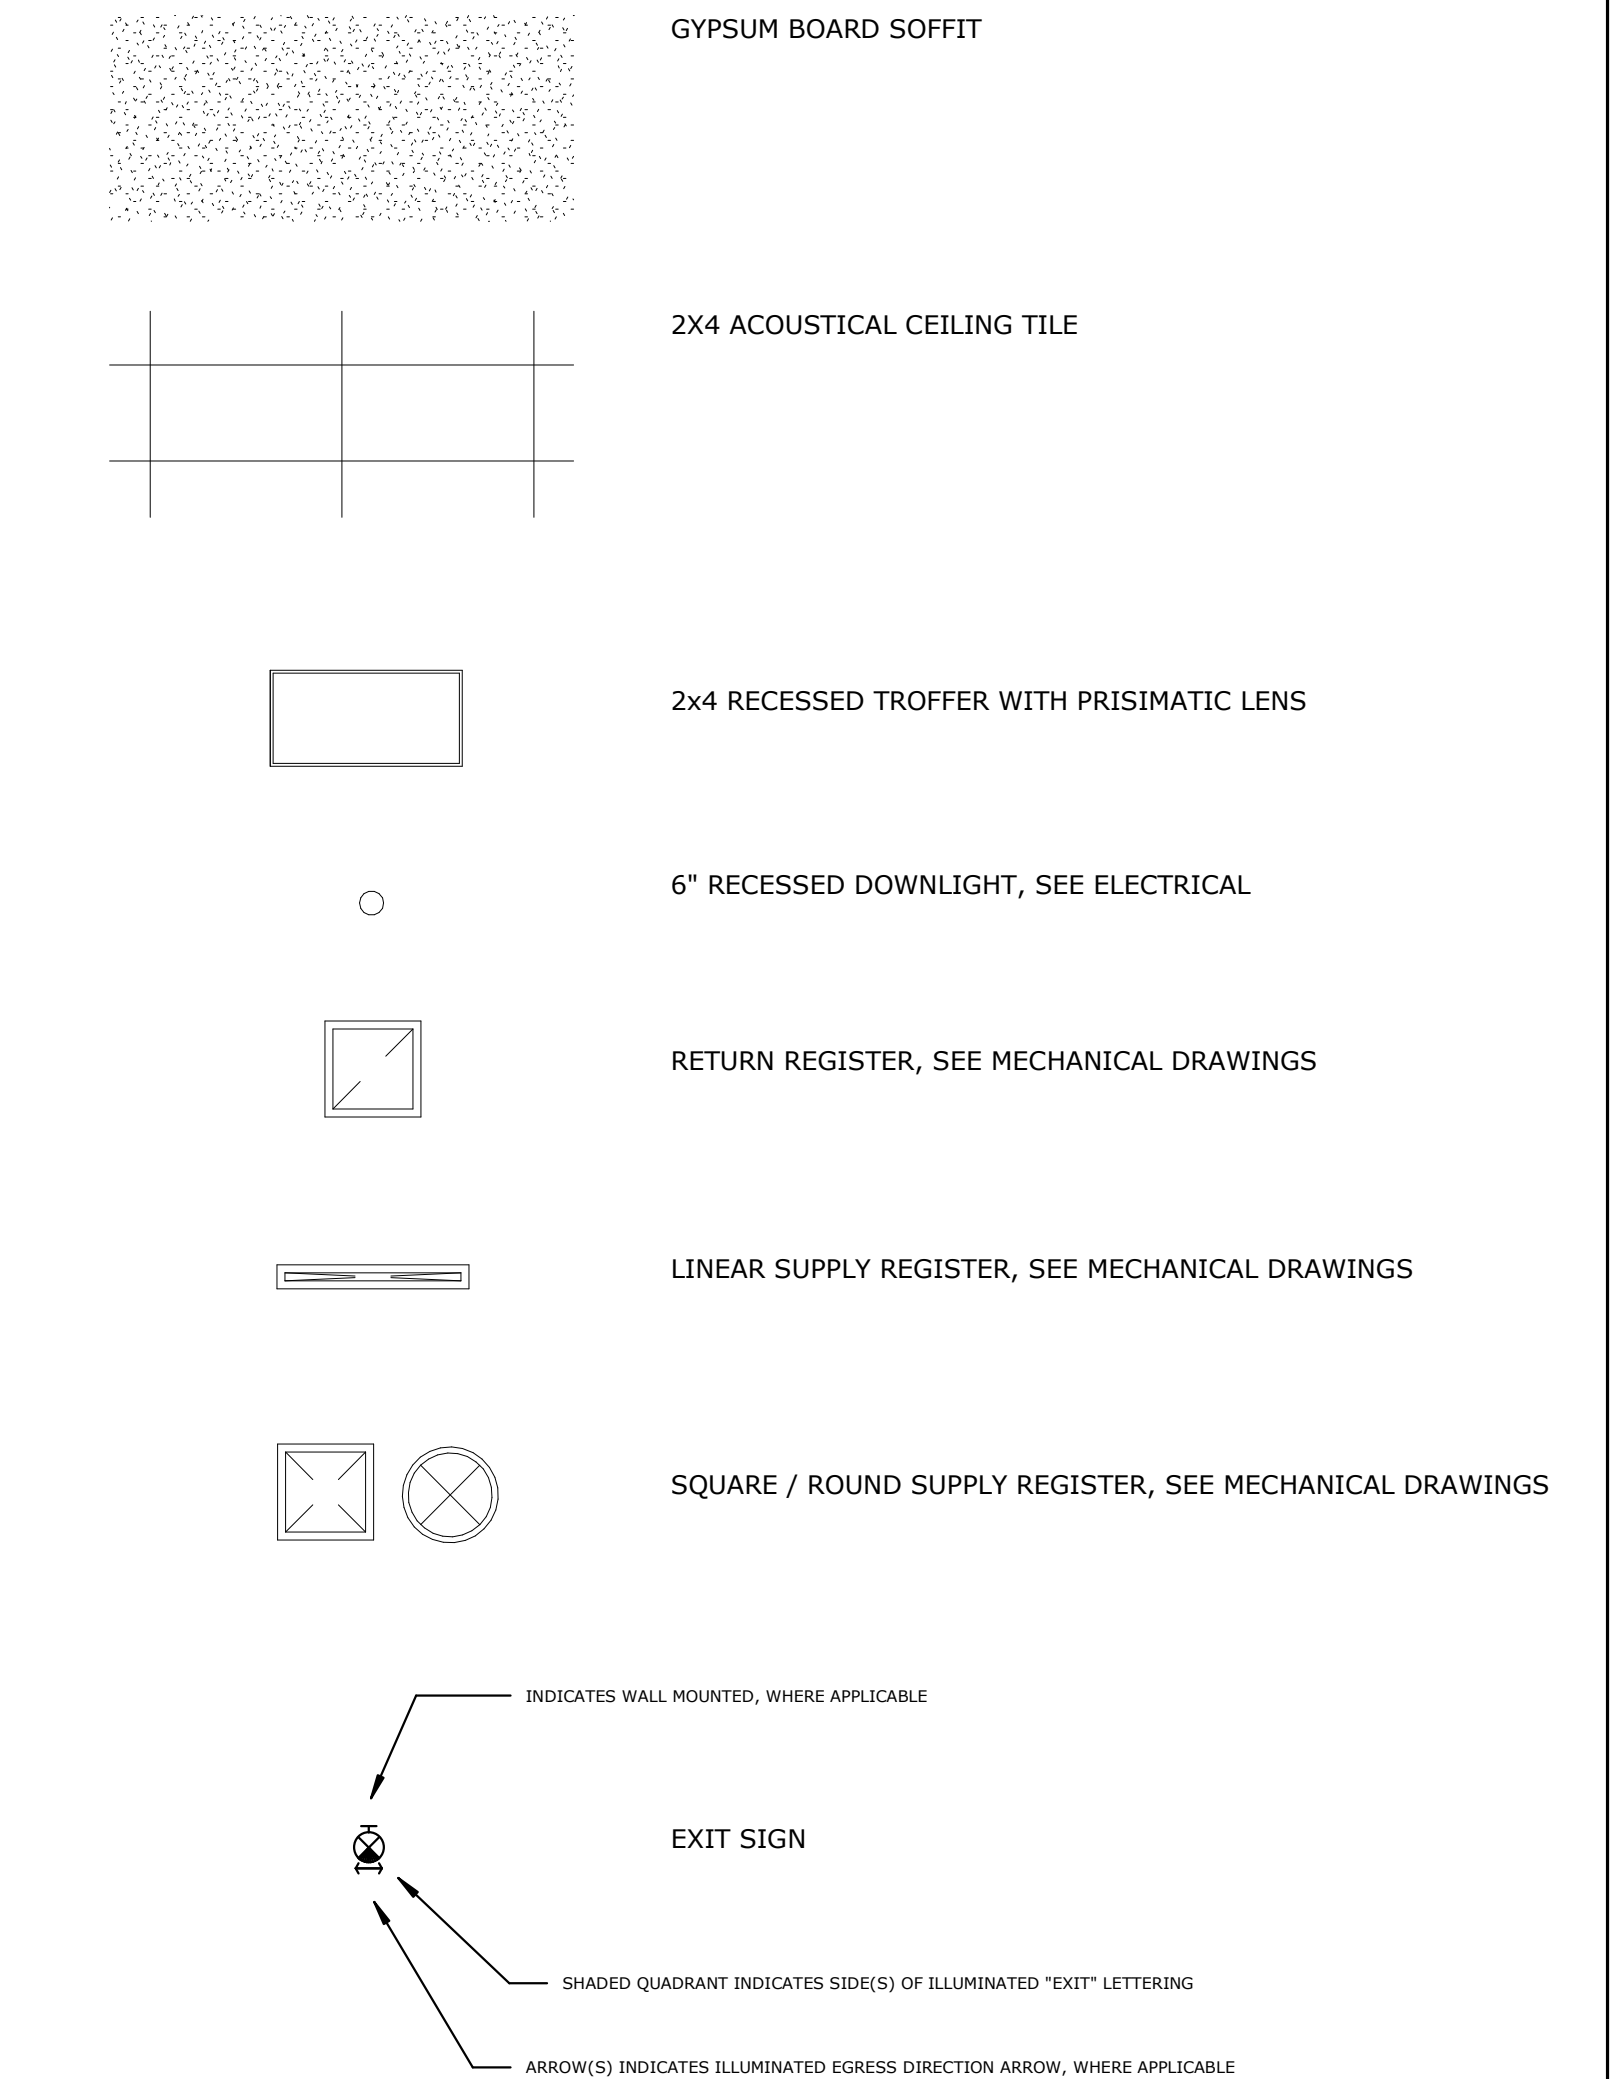 GYPSUM BOARD SOFFIT
2X4 ACOUSTICAL CEILING TILE
2x4 RECESSED TROFFER WITH PRISIMATIC LENS
6" RECESSED DOWNLIGHT, SEE ELECTRICAL
RETURN REGISTER, SEE MECHANICAL DRAWINGS
LINEAR SUPPLY REGISTER, SEE MECHANICAL DRAWINGS
SQUARE / ROUND SUPPLY REGISTER, SEE MECHANICAL DRAWINGS
INDICATES WALL MOUNTED, WHERE APPLICABLE
EXIT SIGN
SHADED QUADRANT INDICATES SIDE(S) OF ILLUMINATED "EXIT" LETTERING
ARROW(S) INDICATES ILLUMINATED EGRESS DIRECTION ARROW, WHERE APPLICABLE